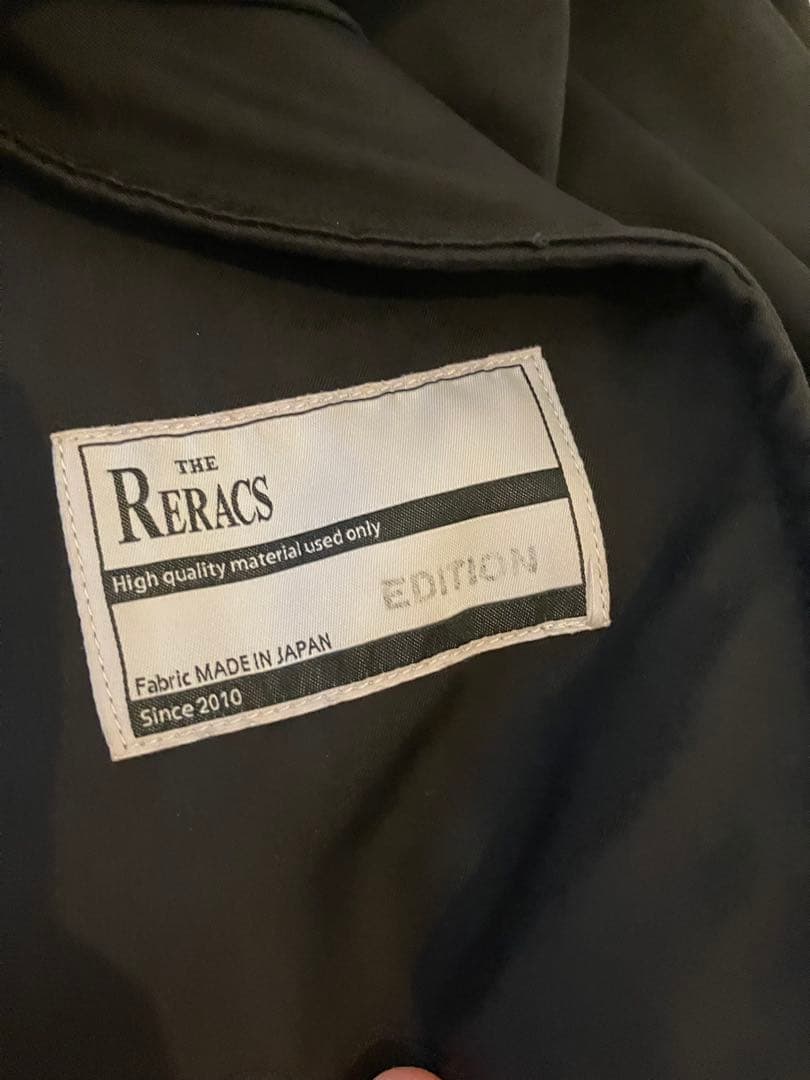 THE
RERACS
High quality material used only
EDITION
Fabric MADE IN JAPAN
Since 2010